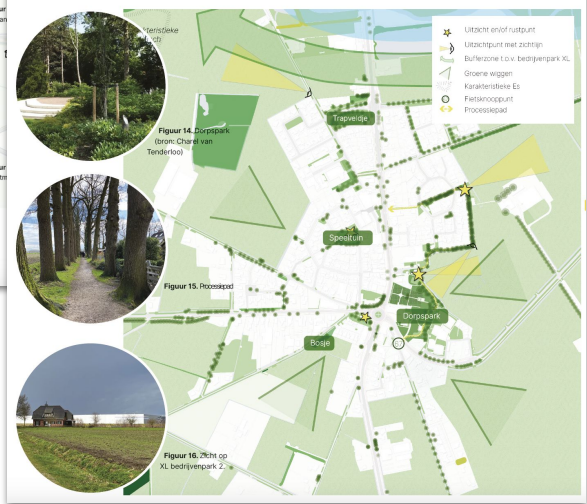 Figuur 14. Dorpspark
(bron: Charel van
Tenderloo)
Figuur 15. Processiepad
Figuur 16. Zicht op
XL bedrijvenpark 2.
Trapveldje
Speeltuin
Dorpspark
Bosje
Uitzicht en/of rustpunt
Uitzichtpunt met zichtlijn
Bufferzone t.o.v. bedrijvenpark XL
Groene wiggen
Karakteristieke Es
Fietsknooppunt
Processiepad